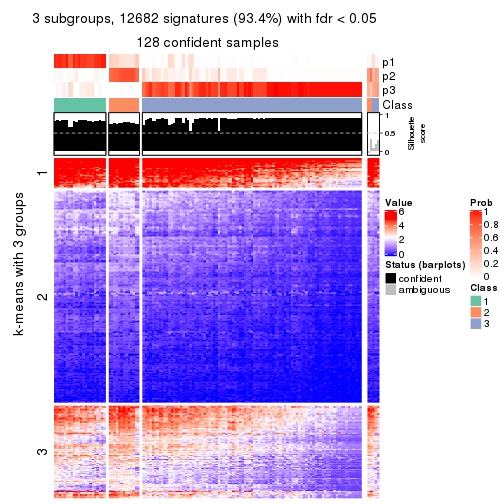 3 subgroups, 12682 signatures (93.4%) with fdr < 0.05
128 confident samples
p1
p2
p3
Class
1
0.5
0
Silhouette
score
k-means with 3 groups
1
2
3
Value
6
4
2
0
Status (barplots)
confident
ambiguous
Prob
1
0.8
0.6
0.4
0.2
0
Class
1
2
3